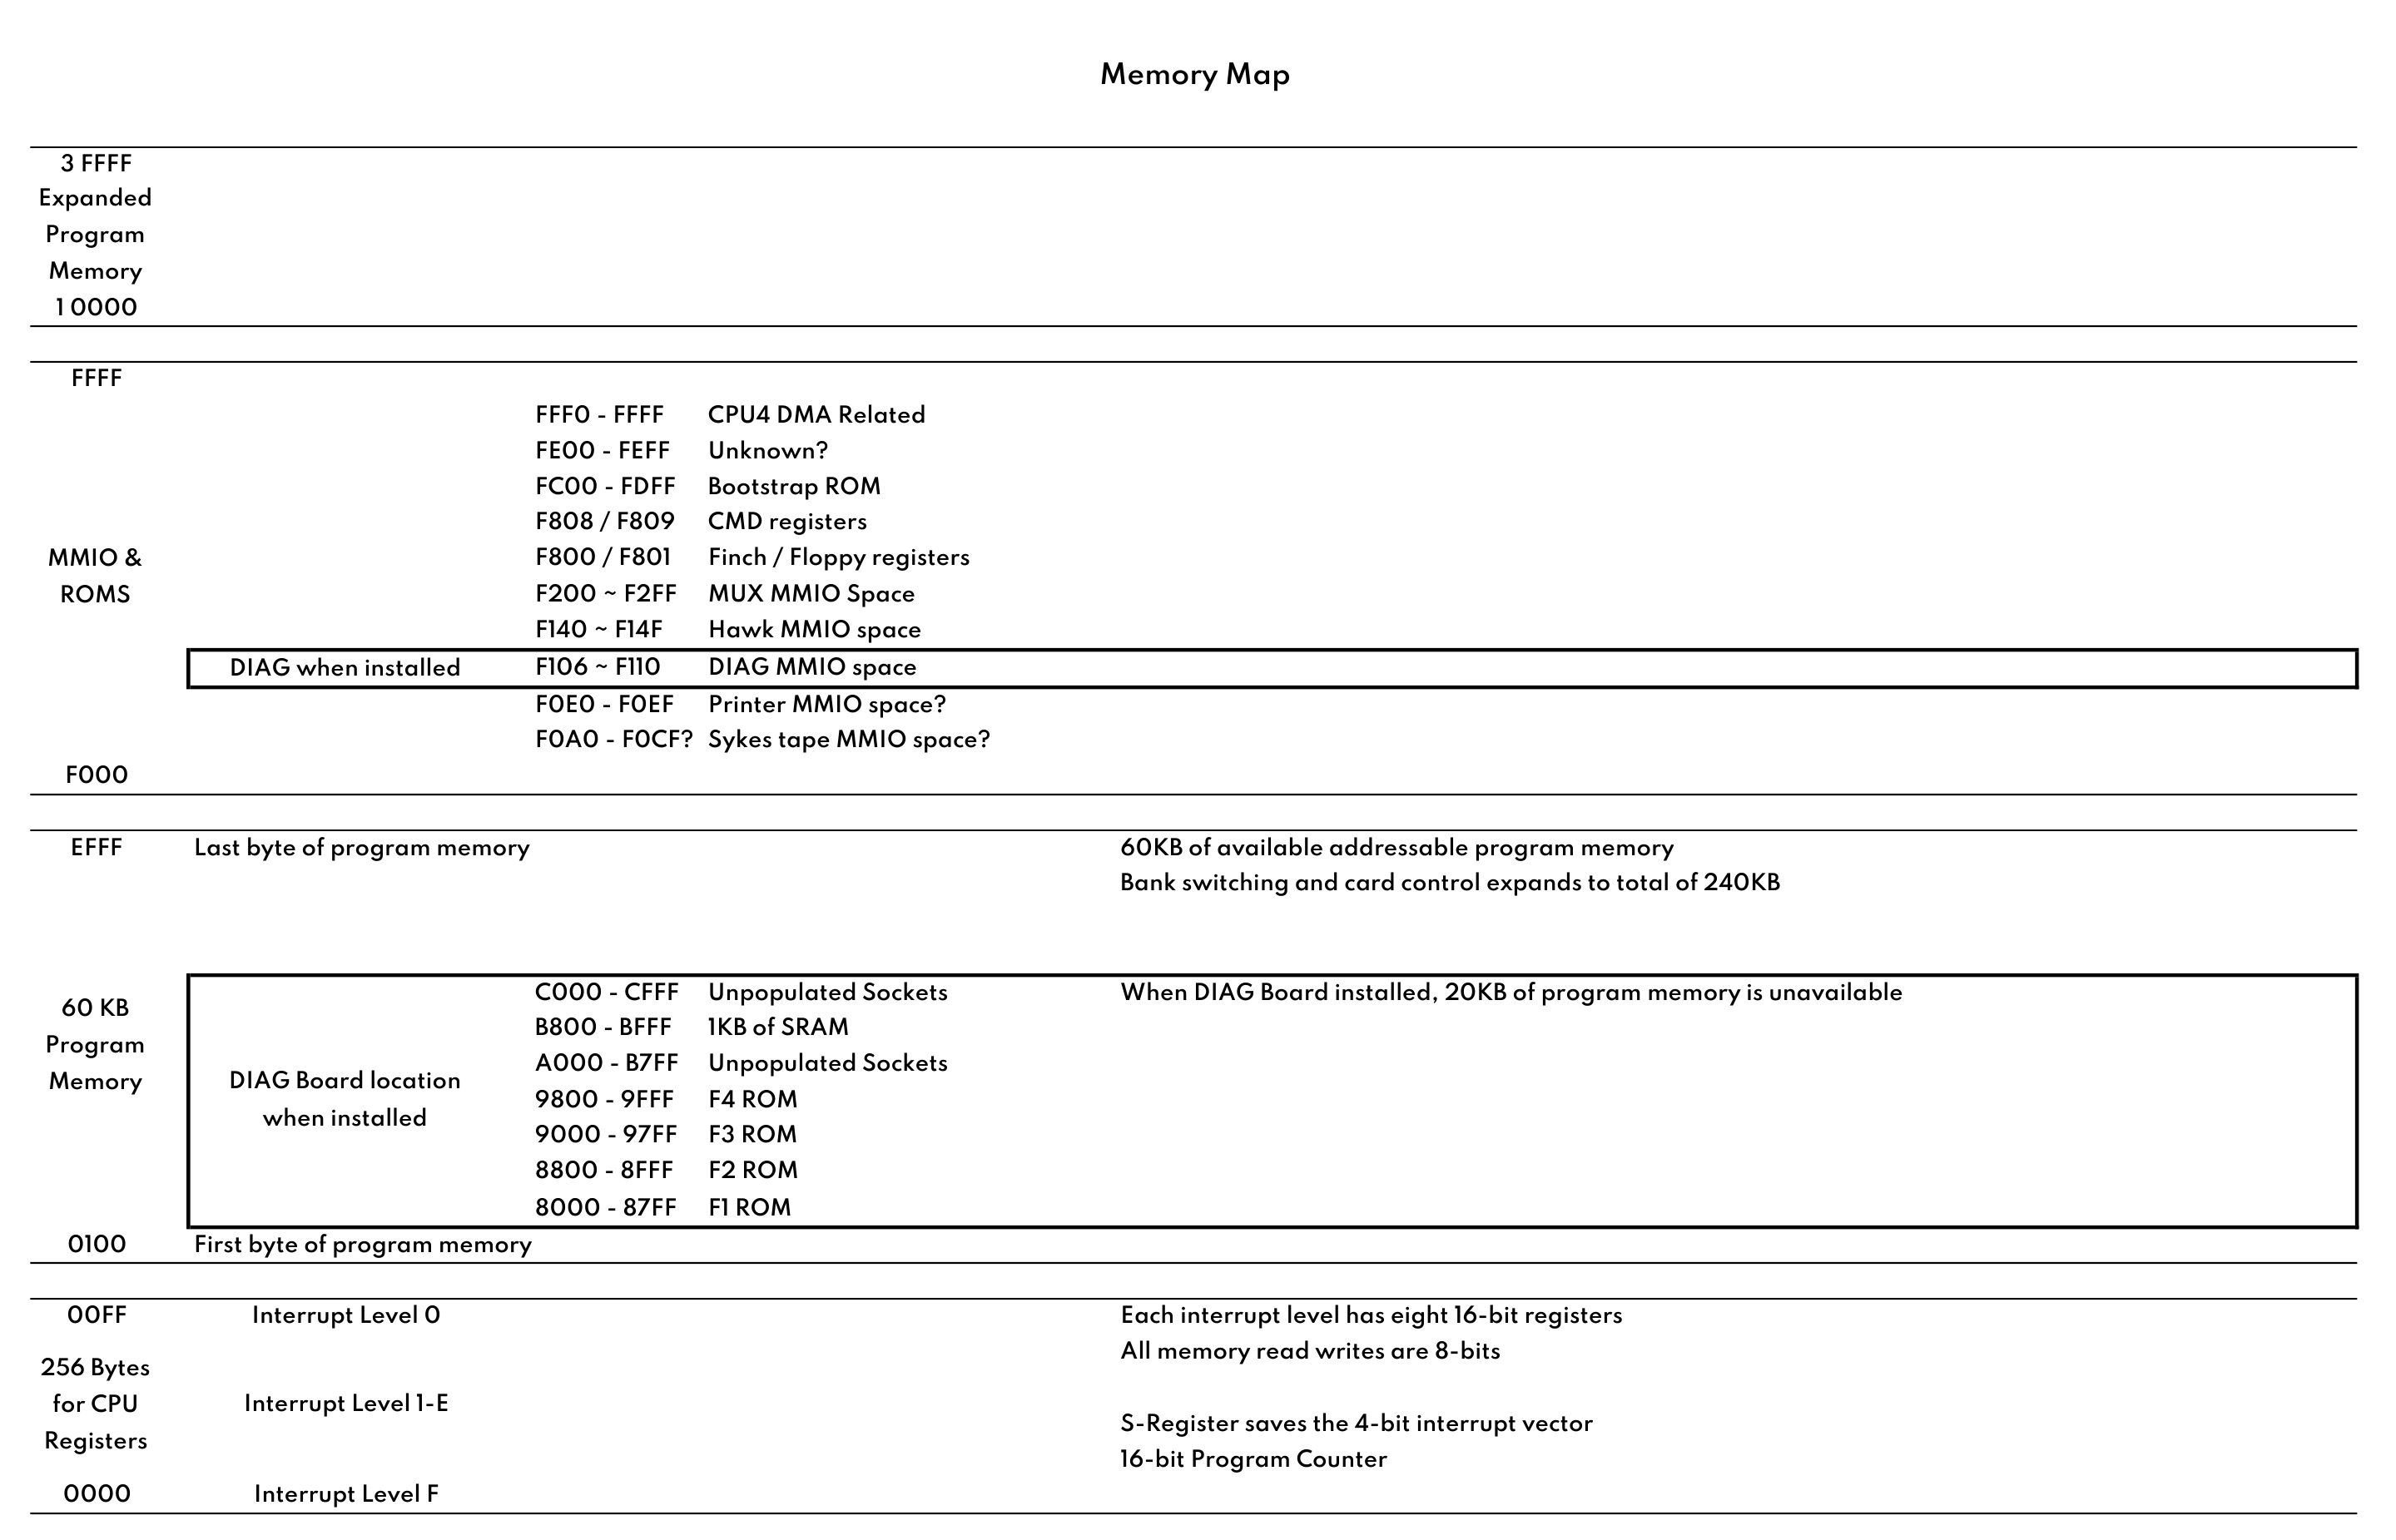 Memory Map
3 FFFF
Expanded
Program
Memory
1 0000
FFFF
FFF0 - FFFF CPU4 DMA Related
FE00 - FEFF Unknown?
FC00 - FDFF Bootstrap ROM
F808 / F809 CMD registers
MMIO & F800 / F801 Finch / Floppy registers
ROMS F200 ~ F2FF MUX MMIO Space
F140 ~ F14F Hawk MMIO space
DIAG when installed F106 ~ F110 DIAG MMIO space
F0E0 - F0EF Printer MMIO space?
F0A0 - F0CF? Sykes tape MMIO space?
F000
EFFF Last byte of program memory 60KB of available addressable program memory
Bank switching and card control expands to total of 240KB
60 KB
Program
Memory
DIAG Board location
when installed
C000 - CFFF Unpopulated Sockets When DIAG Board installed, 20KB of program memory is unavailable
B800 - BFFF 1KB of SRAM
A000 - B7FF Unpopulated Sockets
9800 - 9FFF F4 ROM
9000 - 97FF F3 ROM
8800 - 8FFF F2 ROM
8000 - 87FF F1 ROM
0100 First byte of program memory
00FF Interrupt Level 0 Each interrupt level has eight 16-bit registers
All memory read writes are 8-bits
256 Bytes
for CPU Interrupt Level 1-E
Registers
S-Register saves the 4-bit interrupt vector
16-bit Program Counter
0000 Interrupt Level F